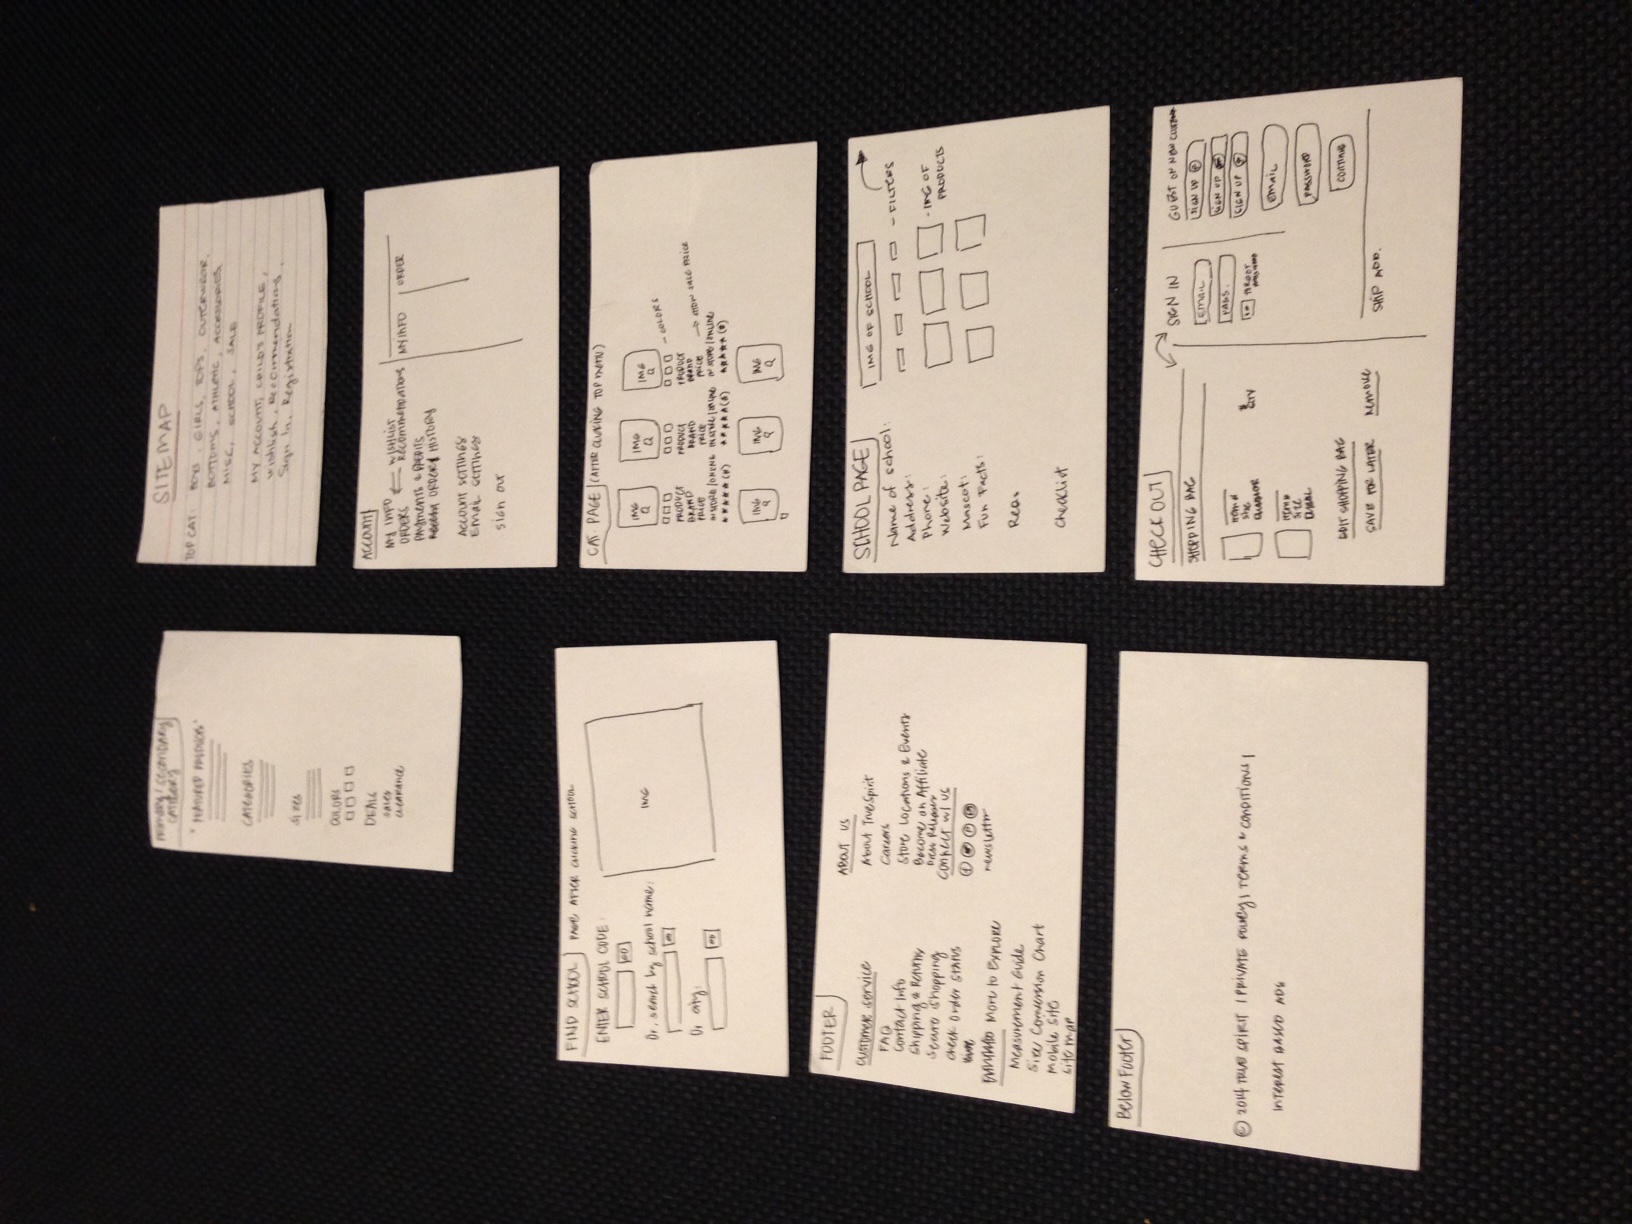 PRIMARY/SECONDARY
CATEGORY
"FEATURED PRODUCTS"
CATEGORIES
SIZES
COLORS
DEALS
sales
clearance
SITEMAP
TOP CAT: BOYS, GIRLS, TOPS, OUTERWEAR,
BOTTOMS, ATHLETIC, ACCESSORIES
MISC, SCHOOL, SALE
MY ACCOUNT, CHILD'S PROFILE,
Wishlish, Recommendations,
Sign In, Registration
ACCOUNT
MY INFO
ORDERS
WISHLIST
RECOMMENDATIONS
PAYMENTS &
ORDER HISTORY
ACCOUNT SETTINGS
EMAIL SETTINGS
sign out
MY INFO
ORDER
FIND SCHOOL
PAGE AFTER CLICKING SCHOOL
ENTER SCHOOL CODE:
GO
Or, search by school name:
GO
Or city:
GO
IMG
CAT. PAGE (AFTER CLICKING TOP MENU)
IMG IMG IMG
- COLORS
PRODUCT PRODUCT PRODUCT
BRAND BRAND BRAND
PRICE PRICE PRICE
→ SHOW SALE PRICE
IN STORE/ONLINE IN STORE/ONLINE IN STORE/ONLINE
★★★★★(#) ★★★★★(#) ★★★★★(#)
IMG IMG IMG
FOOTER
CUSTOMER SERVICE
FAQ
Contact Info
Shipping & Returns
Secure Shopping
Check Order Status
More to Explore
Measurement Guide
Size Conversion Chart
Mobile Site
Site map
ABOUT US
About TrueSpirit
Careers
Store Locations & Events
Become an Affiliate
Press Releases
Connect w/ us
newsletter
SCHOOL PAGE
Name of school:
Address:
Phone:
Website:
Mascot:
Fun Facts:
Checklist
IMG OF SCHOOL
- FILTERS
- IMG OF
PRODUCTS
BELOW FOOTER
© 2014 TRUE SPIRIT | PRIVATE POLICY | TERMS & CONDITIONS |
INTEREST BASED ADS
CHECK OUT
SHOPPING BAG
ITEM #
SIZE
QTY
ITEM #
SIZE
EDIT SHOPPING BAG
SAVE FOR LATER
Remove
SIGN IN
EMAIL
PASS.
GUEST OR NEW CUSTOMER
SIGN UP
SIGN UP
SIGN UP
EMAIL
PASSWORD
CONTINUE
SHIP ADD.